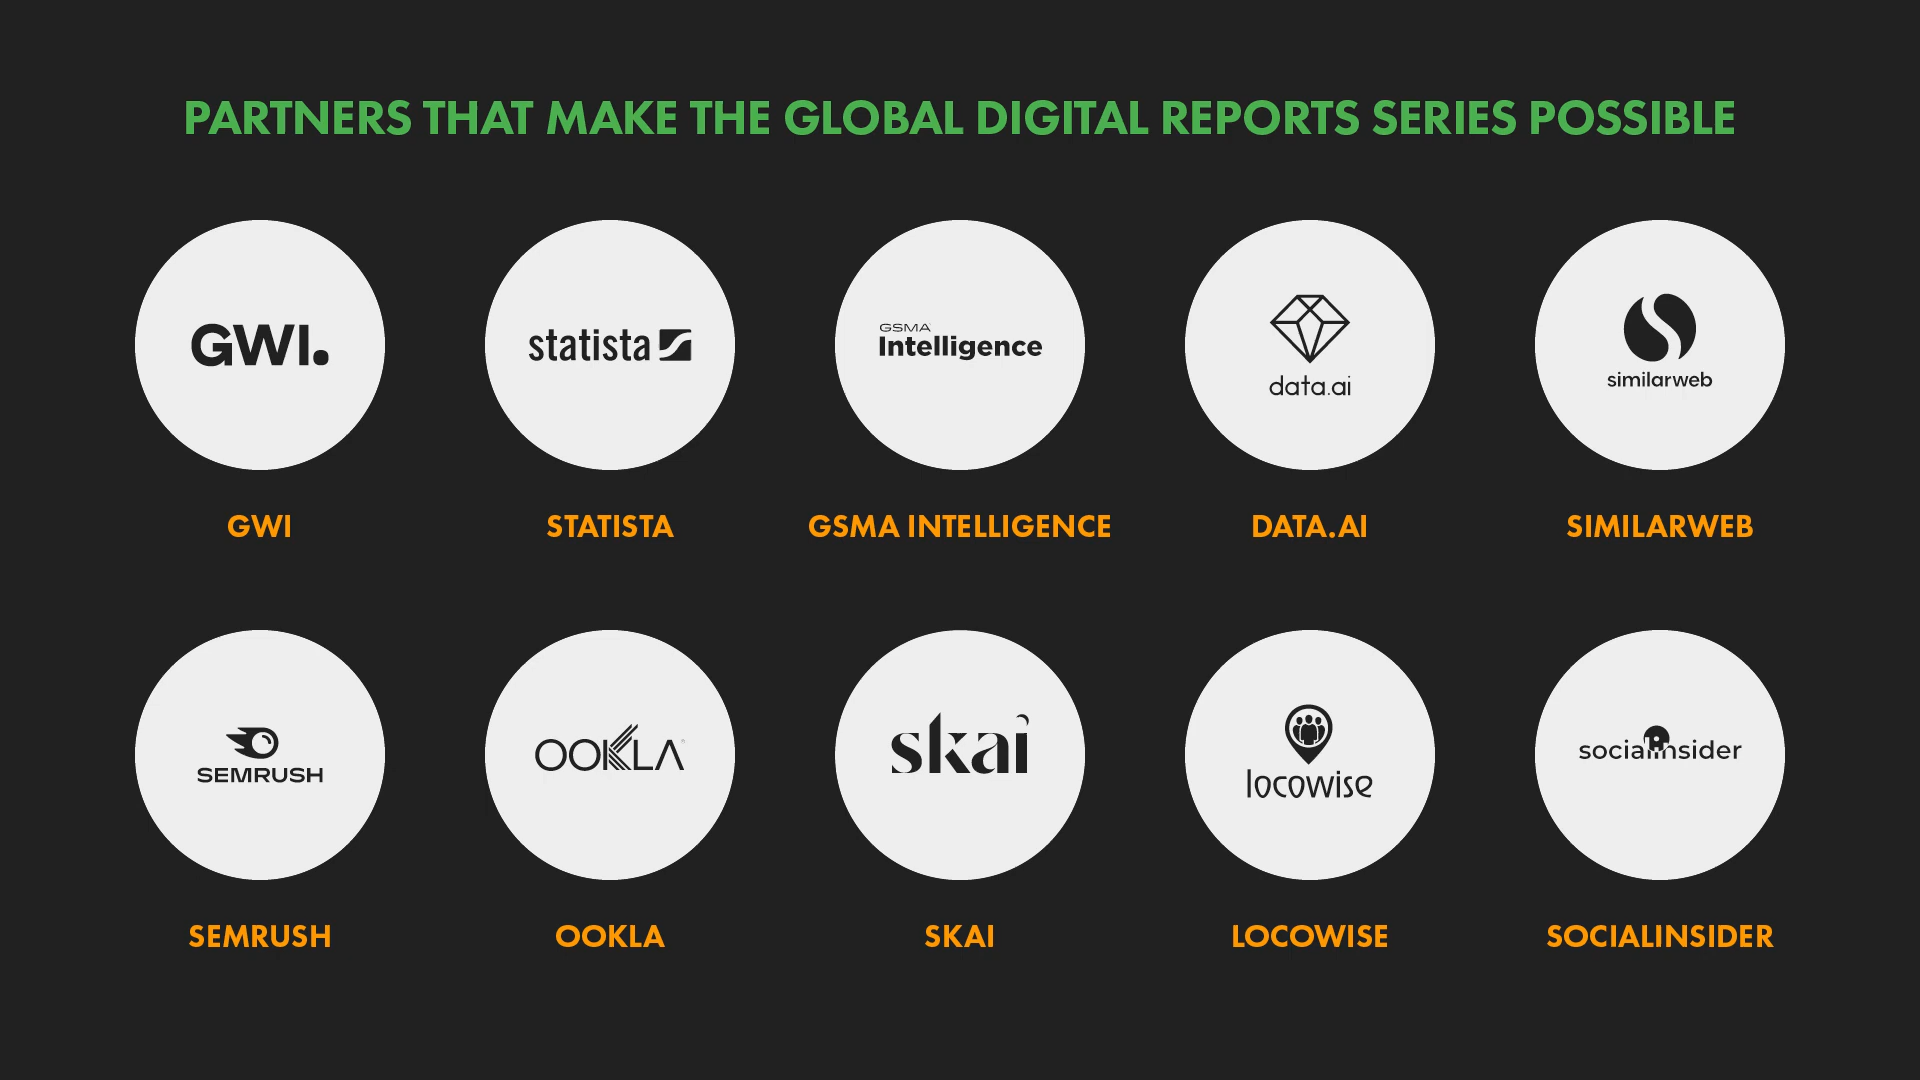 PARTNERS THAT MAKE THE GLOBAL DIGITAL REPORTS SERIES POSSIBLE
GWI.
statista
GSMA
Intelligence
data.ai
similarweb
GWI
STATISTA
GSMA INTELLIGENCE
DATA.AI
SIMILARWEB
SEMRUSH
OOKLA
skai
locowise
socialinsider
SEMRUSH
OOKLA
SKAI
LOCOWISE
SOCIALINSIDER